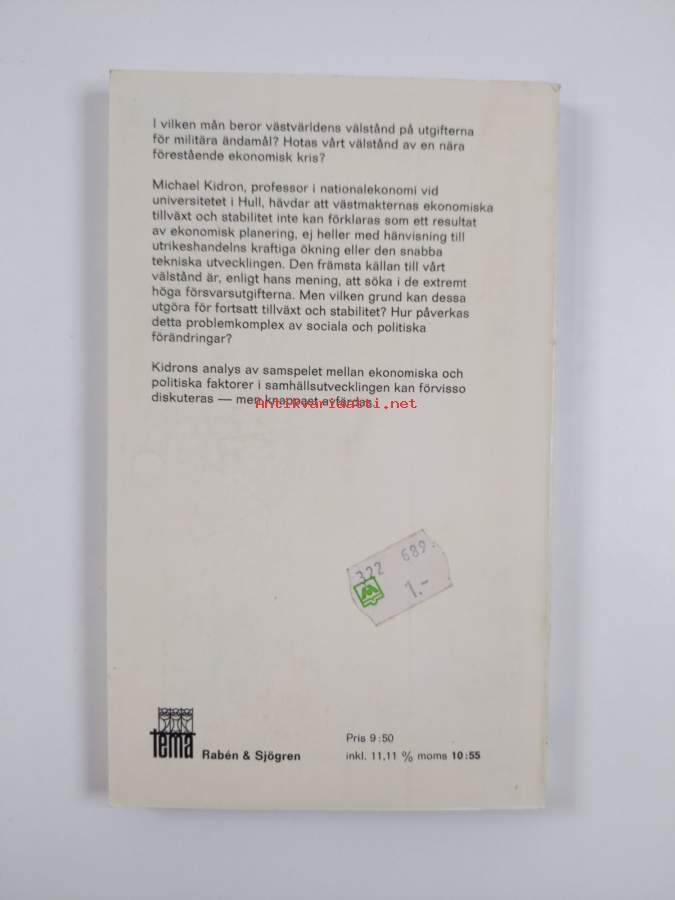 I vilken mån beror västvärldens välstånd på utgifterna
för militära ändamål? Hotas vårt välstånd av en nära
förestående ekonomisk kris?
Michael Kidron, professor i nationalekonomi vid
universitetet i Hull, hävdar att västmakternas ekonomiska
tillväxt och stabilitet inte kan förklaras som ett resultat
av ekonomisk planering, ej heller med hänvisning till
utrikeshandelns kraftiga ökning eller den snabba
tekniska utvecklingen. Den främsta källan till vårt
välstånd är, enligt hans mening, att söka i de extremt
höga försvarsutgifterna. Men vilken grund kan dessa
utgöra för fortsatt tillväxt och stabilitet? Hur påverkas
detta problemkomplex av sociala och politiska
förändringar?
Kidrons analys av samspelet mellan ekonomiska och
politiska faktorer i samhällsutvecklingen kan förvisso
diskuteras — men knappast avfärdas.
Antikvariaatti.net
322 689.
1.-
tema
Rabén & Sjögren
Pris 9:50
inkl. 11,11 % moms 10:55